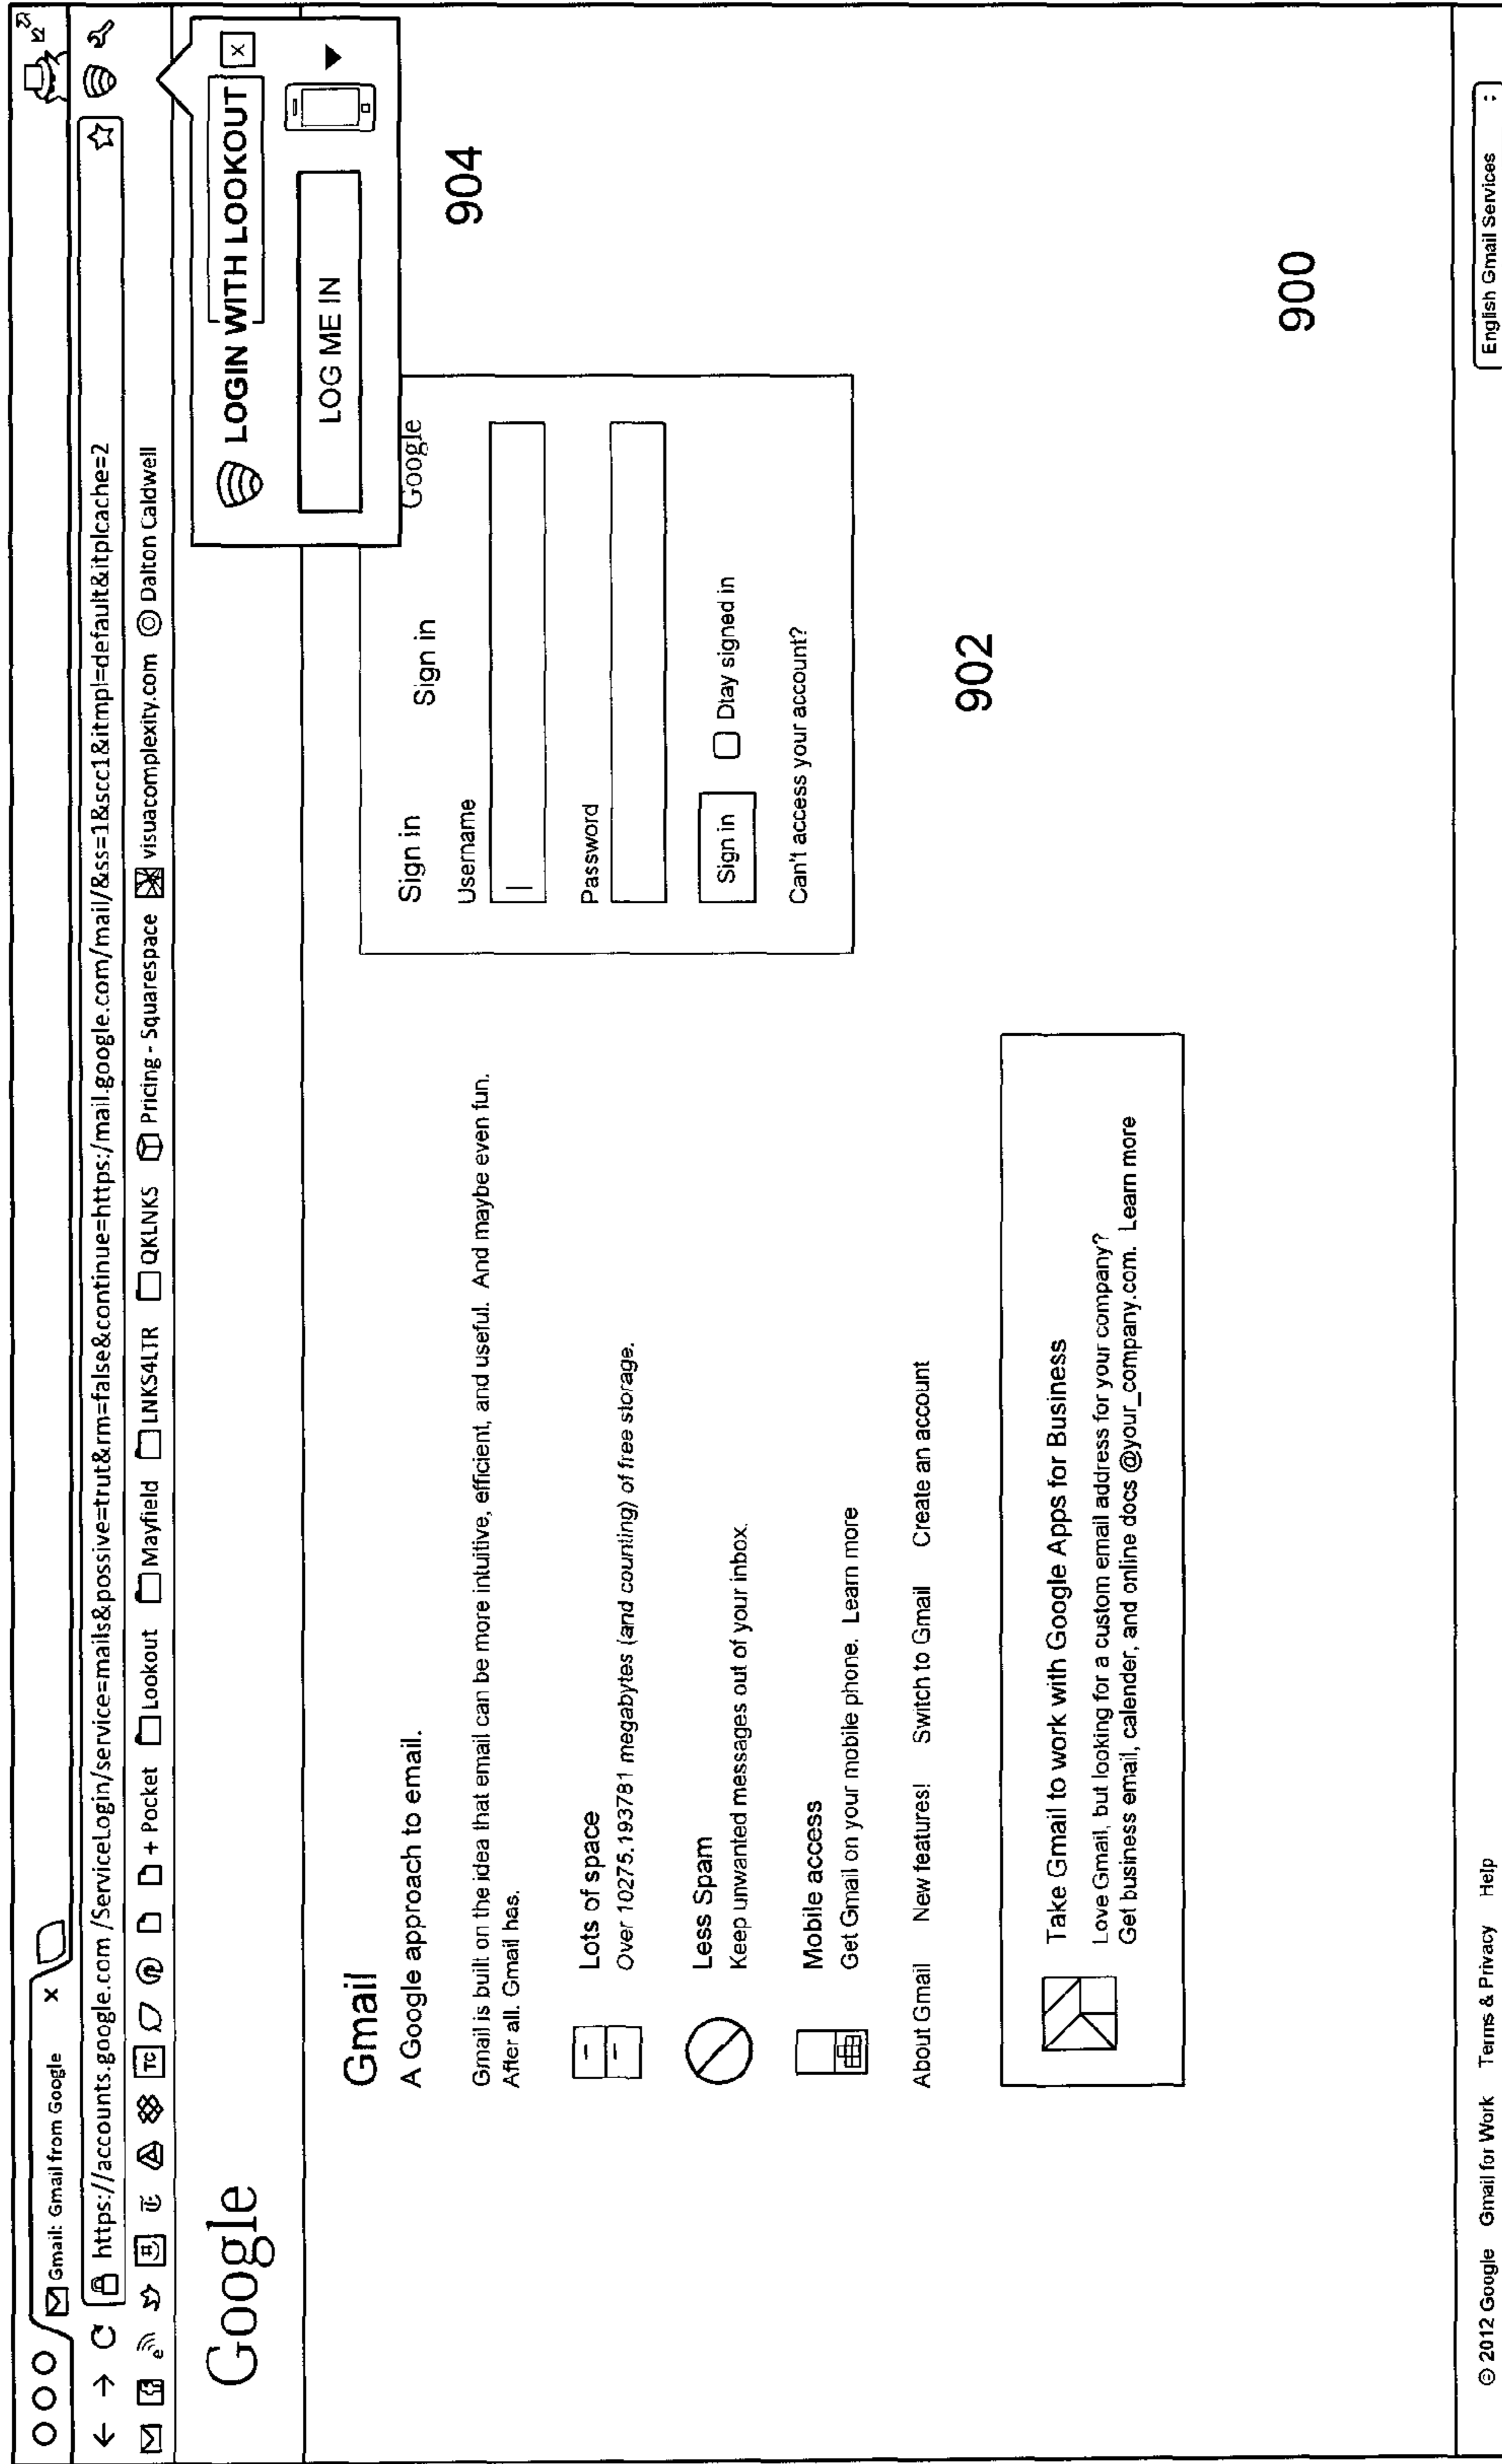 Gmail: Gmail from Google x
https://accounts.google.com /ServiceLogin/service=mails&possive=trut&rm=false&continue=https:/mail.google.com/mail/&ss=1&scc1&itmpl=default&itplcache=2
TC + Pocket Lookout Mayfield LNKS4LTR QKLNKS Pricing - Squarespace visuacomplexity.com Dalton Caldwell
Google
LOGIN WITH LOOKOUT x
LOG ME IN
Gmail
A Google approach to email.
Gmail is built on the idea that email can be more intuitive, efficient, and useful. And maybe even fun.
After all. Gmail has.
Lots of space
Over 10275.193781 megabytes (and counting) of free storage.
Less Spam
Keep unwanted messages out of your inbox.
Mobile access
Get Gmail on your mobile phone. Learn more
About Gmail New features! Switch to Gmail Create an account
Take Gmail to work with Google Apps for Business
Love Gmail, but looking for a custom email address for your company?
Get business email, calender, and online docs @your_company.com. Learn more
Sign in Sign in Google
Username
Password
Sign in Dtay signed in
Can't access your account?
904
902
900
© 2012 Google Gmail for Work Terms & Privacy Help English Gmail Services